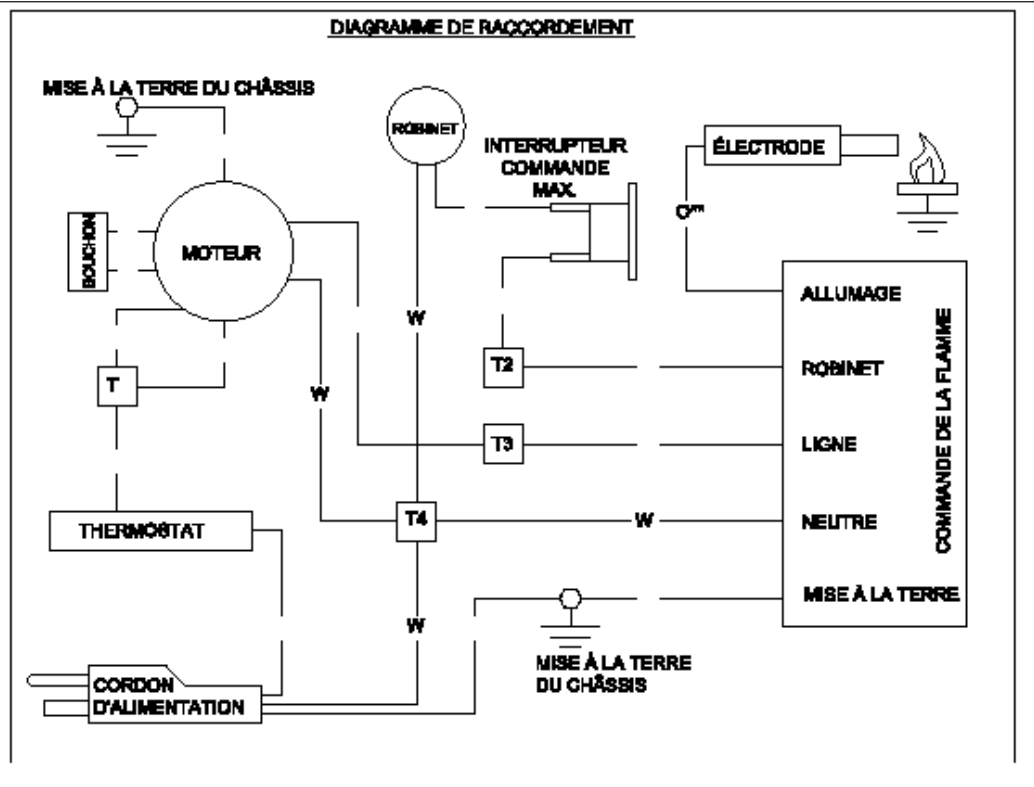 DIAGRAMME DE RACCORDEMENT
MISE À LA TERRE DU CHÂSSIS
ROBINET
INTERRUPTEUR
COMMANDE
MAX.
ÉLECTRODE
BOUCHON
MOTEUR
ALLUMAGE
W
T2
ROBINET
T
W
T3
LIGNE
COMMANDE DE LA FLAMME
THERMOSTAT
T4
W
NEUTRE
MISE À LA TERRE
W
MISE À LA TERRE
DU CHÂSSIS
CORDON
D'ALIMENTATION